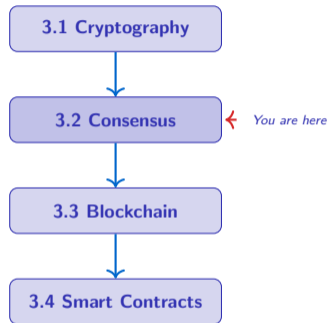 3.1 Cryptography
3.2 Consensus
You are here
3.3 Blockchain
3.4 Smart Contracts